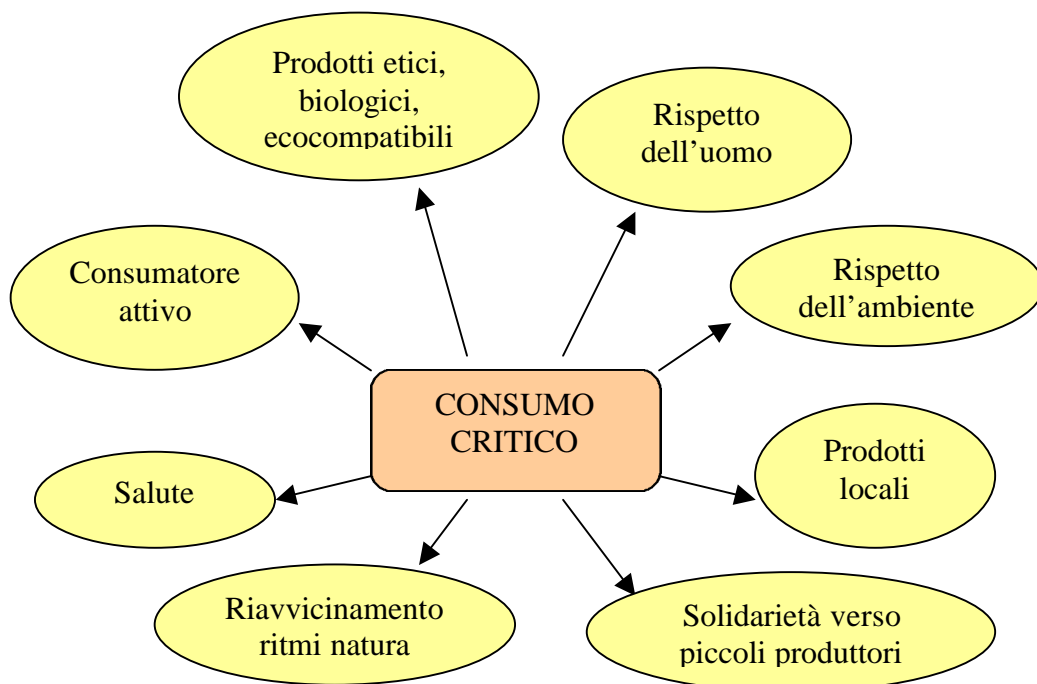 Prodotti etici,
biologici,
ecocompatibili
Rispetto
dell’uomo
Consumatore
attivo
Rispetto
dell’ambiente
CONSUMO
CRITICO
Prodotti
locali
Salute
Riavvicinamento
ritmi natura
Solidarietà verso
piccoli produttori